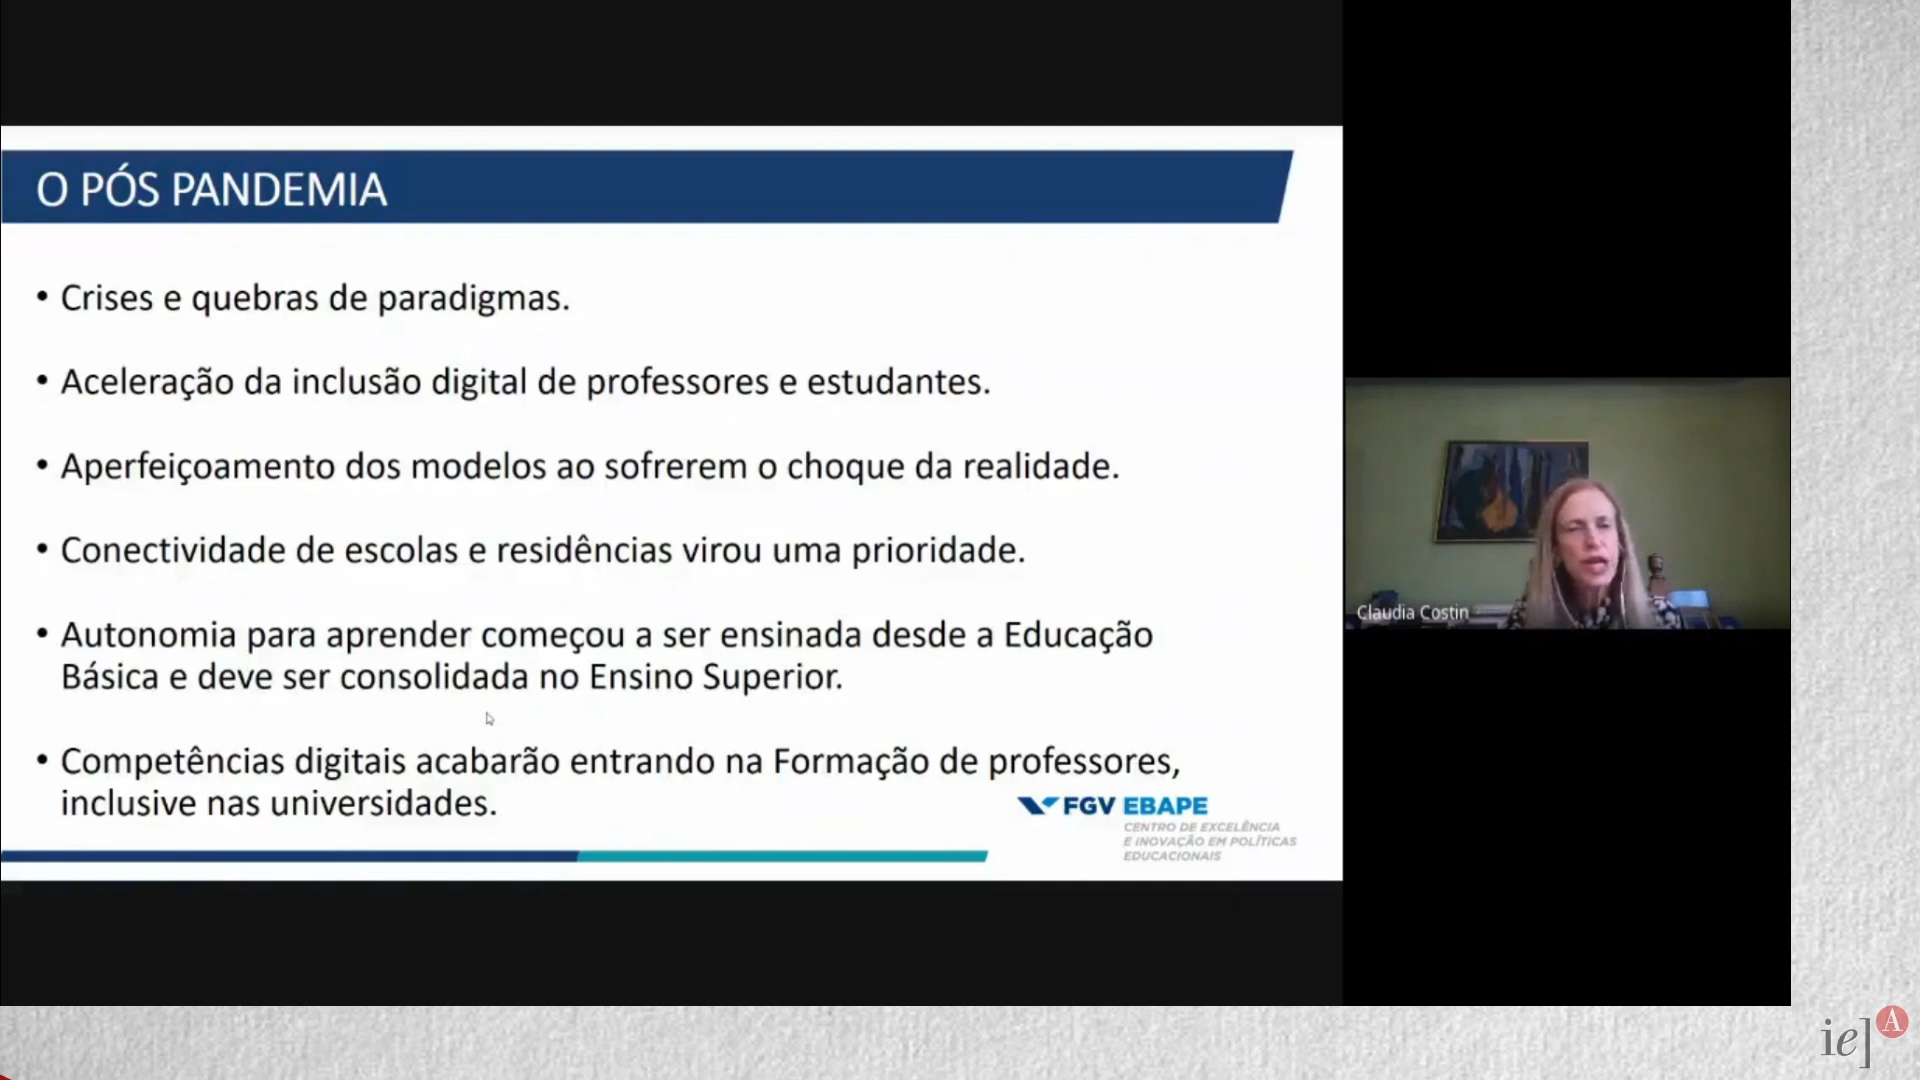 O PÓS PANDEMIA
• Crises e quebras de paradigmas.
• Aceleração da inclusão digital de professores e estudantes.
• Aperfeiçoamento dos modelos ao sofrerem o choque da realidade.
• Conectividade de escolas e residências virou uma prioridade.
• Autonomia para aprender começou a ser ensinada desde a Educação
Básica e deve ser consolidada no Ensino Superior.
• Competências digitais acabarão entrando na Formação de professores,
inclusive nas universidades.
FGV EBAPE
CENTRO DE EXCELÊNCIA
E INOVAÇÃO EM POLÍTICAS
EDUCACIONAIS
Claudia Costin
ie]A